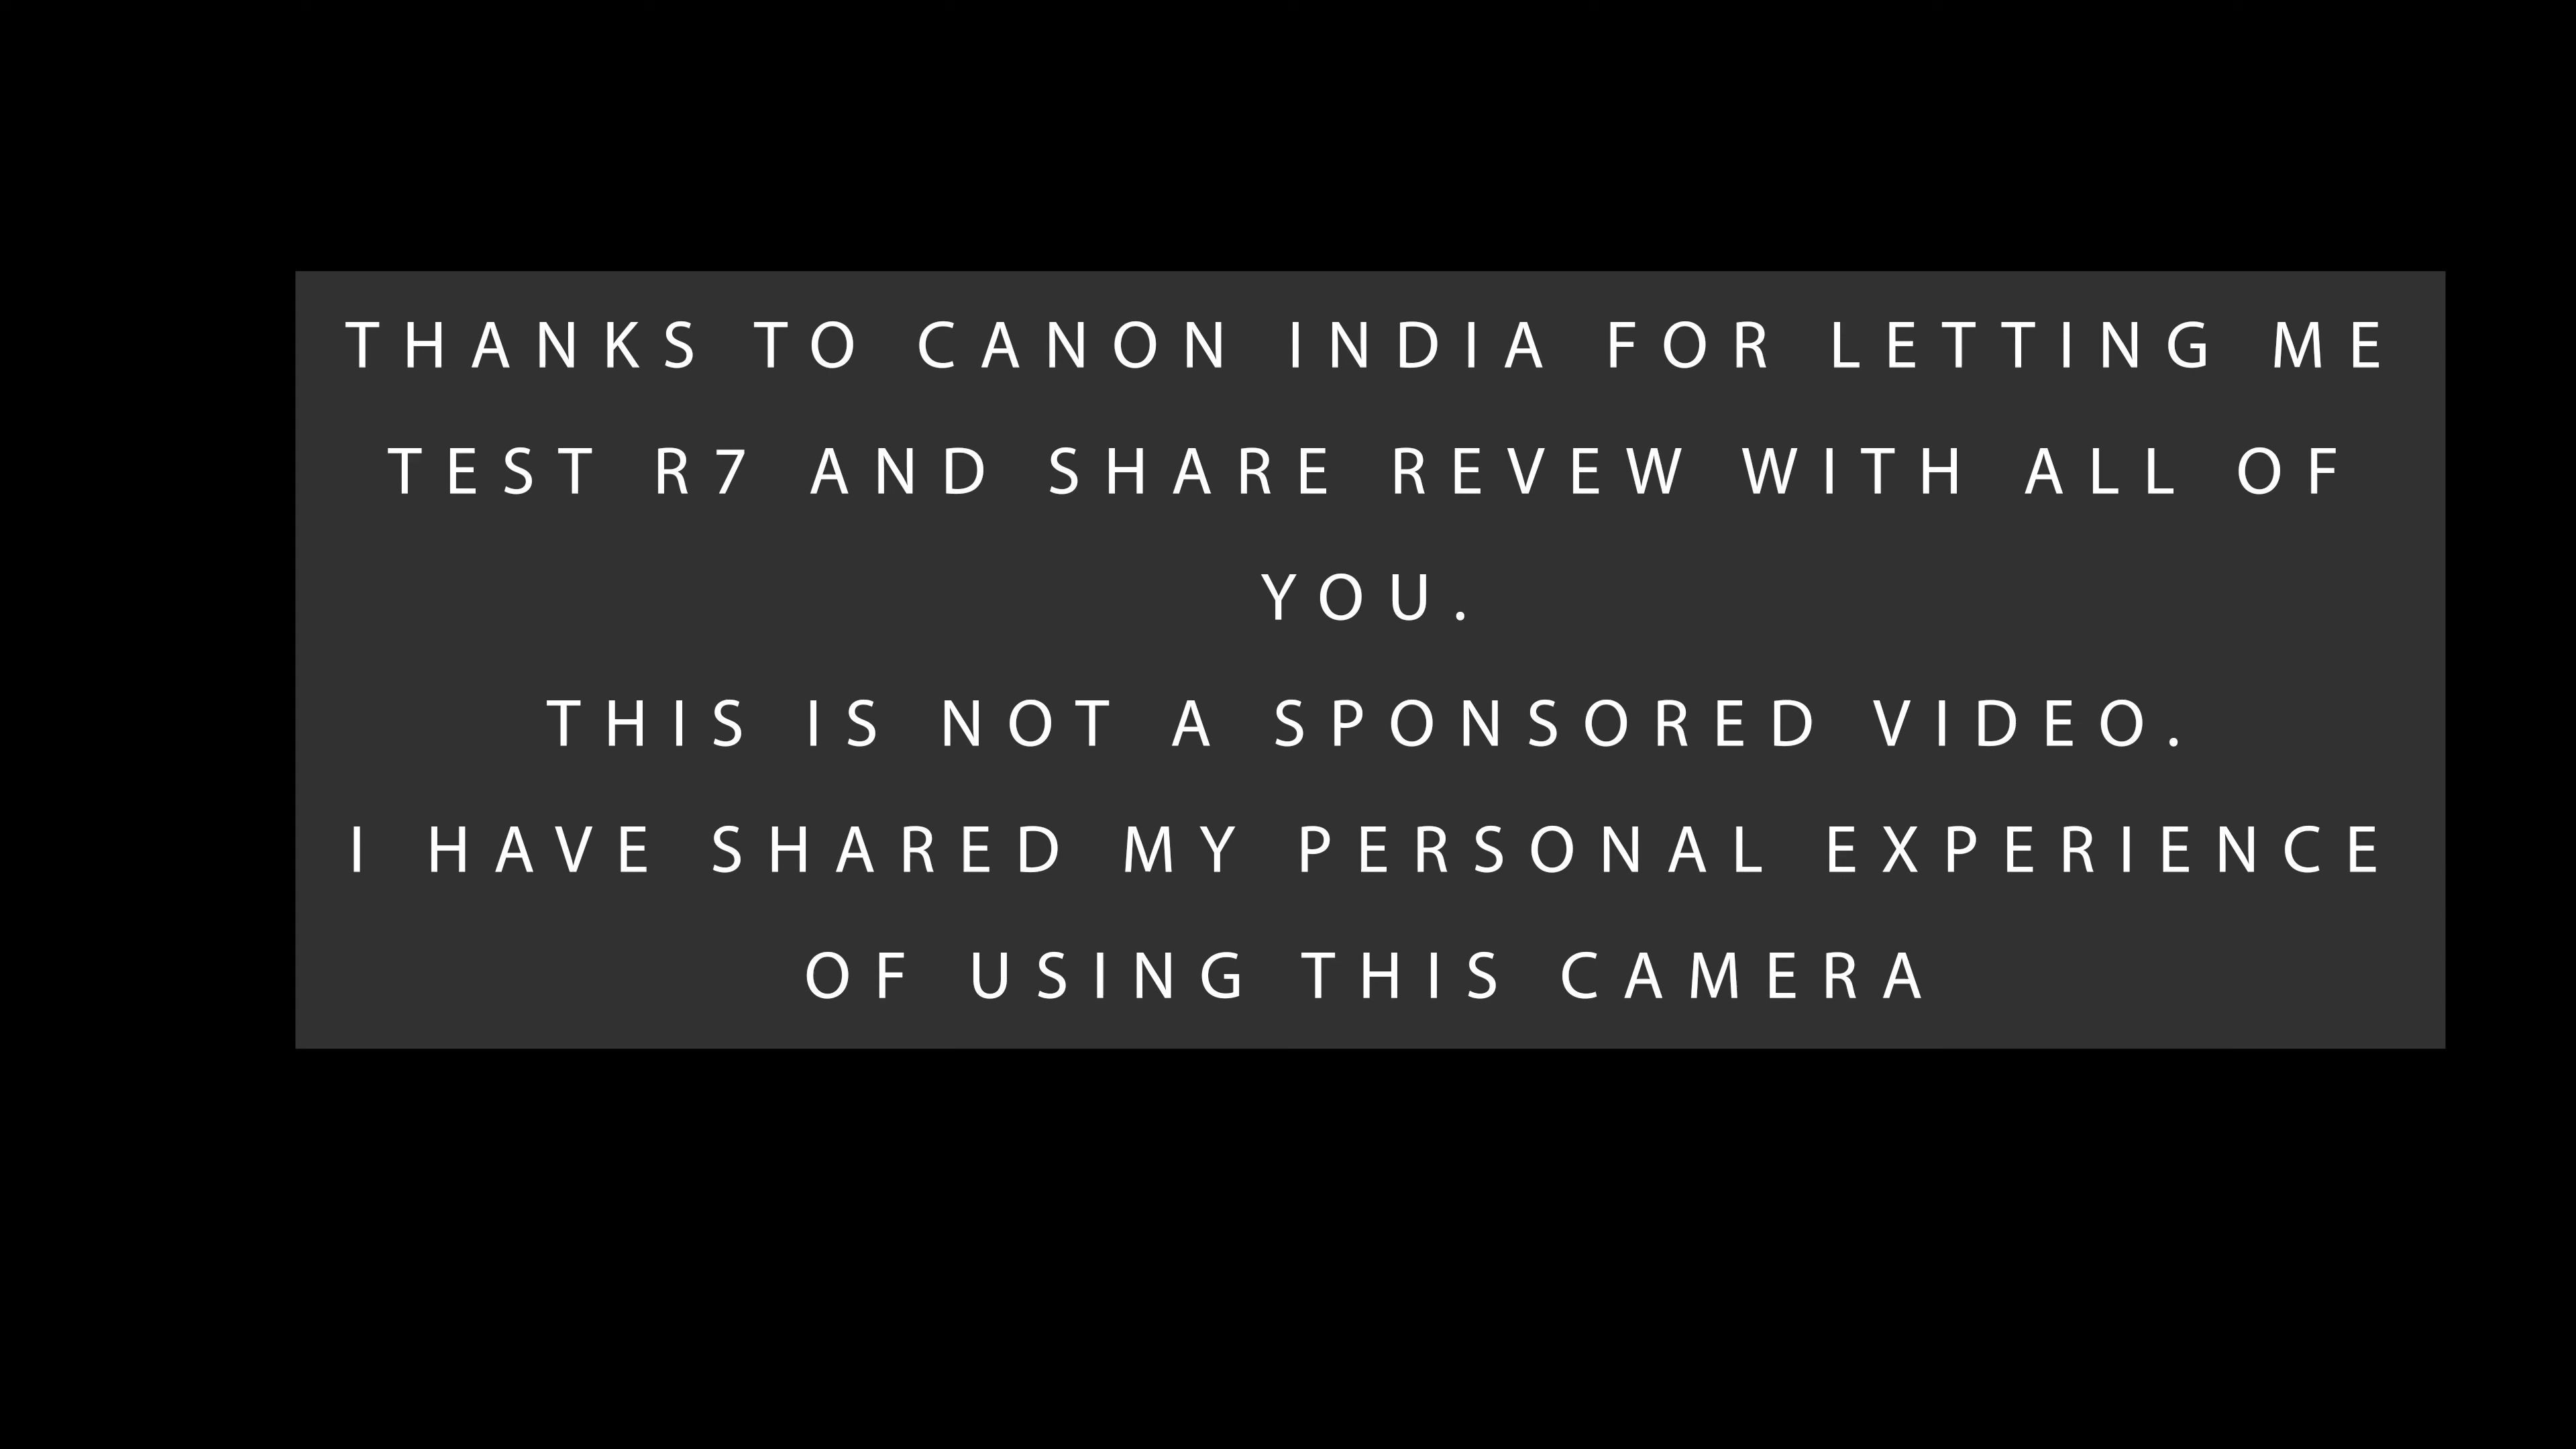 THANKS TO CANON INDIA FOR LETTING ME
TEST R7 AND SHARE REVEW WITH ALL OF
YOU.
THIS IS NOT A SPONSORED VIDEO.
I HAVE SHARED MY PERSONAL EXPERIENCE
OF USING THIS CAMERA